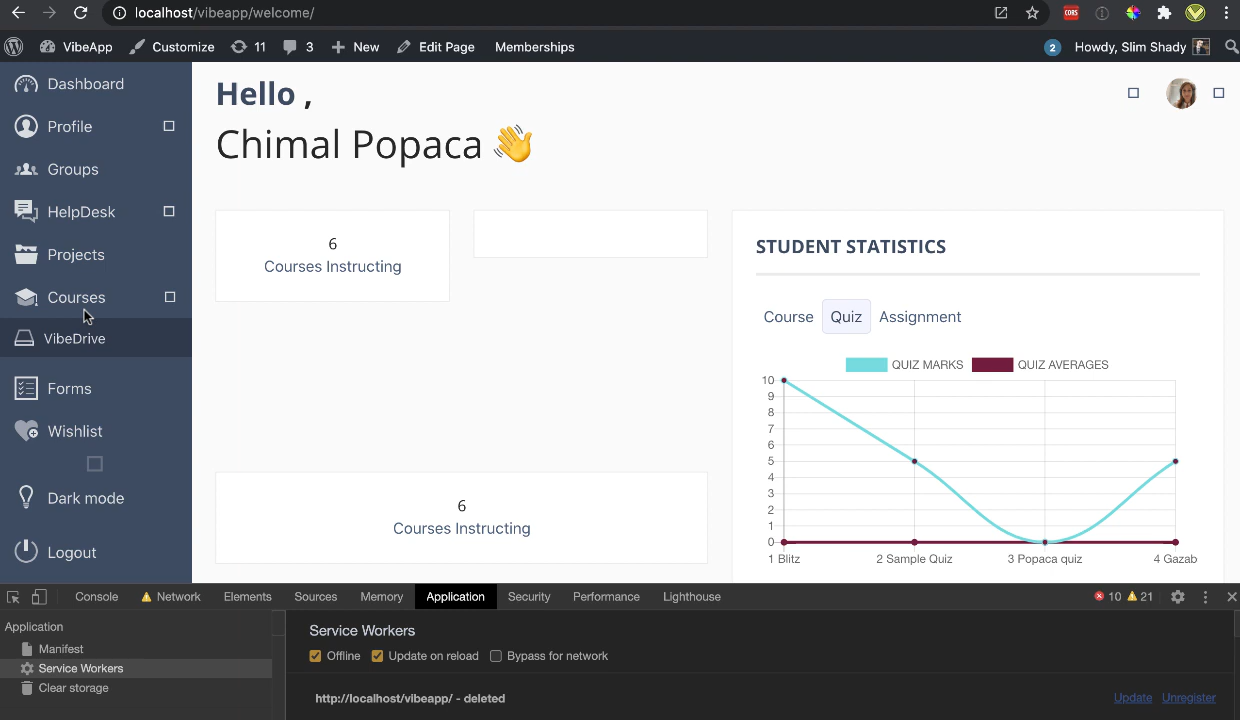 localhost/vibeapp/welcome/
CORS
VibeApp Customize 11 3 New Edit Page Memberships 2 Howdy, Slim Shady
Dashboard
Profile
Groups
HelpDesk
Projects
Courses
VibeDrive
Forms
Wishlist
Dark mode
Logout
Hello ,
Chimal Popaca 👋
6
Courses Instructing
6
Courses Instructing
STUDENT STATISTICS
Course Quiz Assignment
QUIZ MARKS QUIZ AVERAGES
10
9
8
7
6
5
4
3
2
1
0
1 Blitz 2 Sample Quiz 3 Popaca quiz 4 Gazab
Console Network Elements Sources Memory Application Security Performance Lighthouse 10 21
Application
Manifest
Service Workers
Clear storage
Service Workers
Offline Update on reload Bypass for network
http://localhost/vibeapp/ - deleted Update Unregister